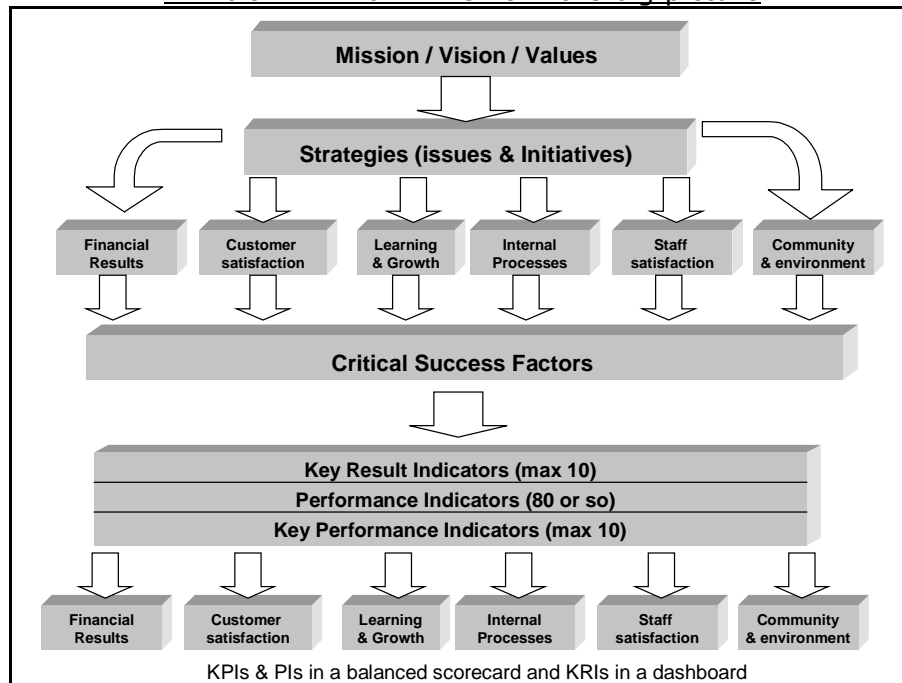 Mission / Vision / Values
Strategies (issues & Initiatives)
Financial
Results
Customer
satisfaction
Learning
& Growth
Internal
Processes
Staff
satisfaction
Community
& environment
Critical Success Factors
Key Result Indicators (max 10)
Performance Indicators (80 or so)
Key Performance Indicators (max 10)
Financial
Results
Customer
satisfaction
Learning
& Growth
Internal
Processes
Staff
satisfaction
Community
& environment
KPIs & PIs in a balanced scorecard and KRIs in a dashboard